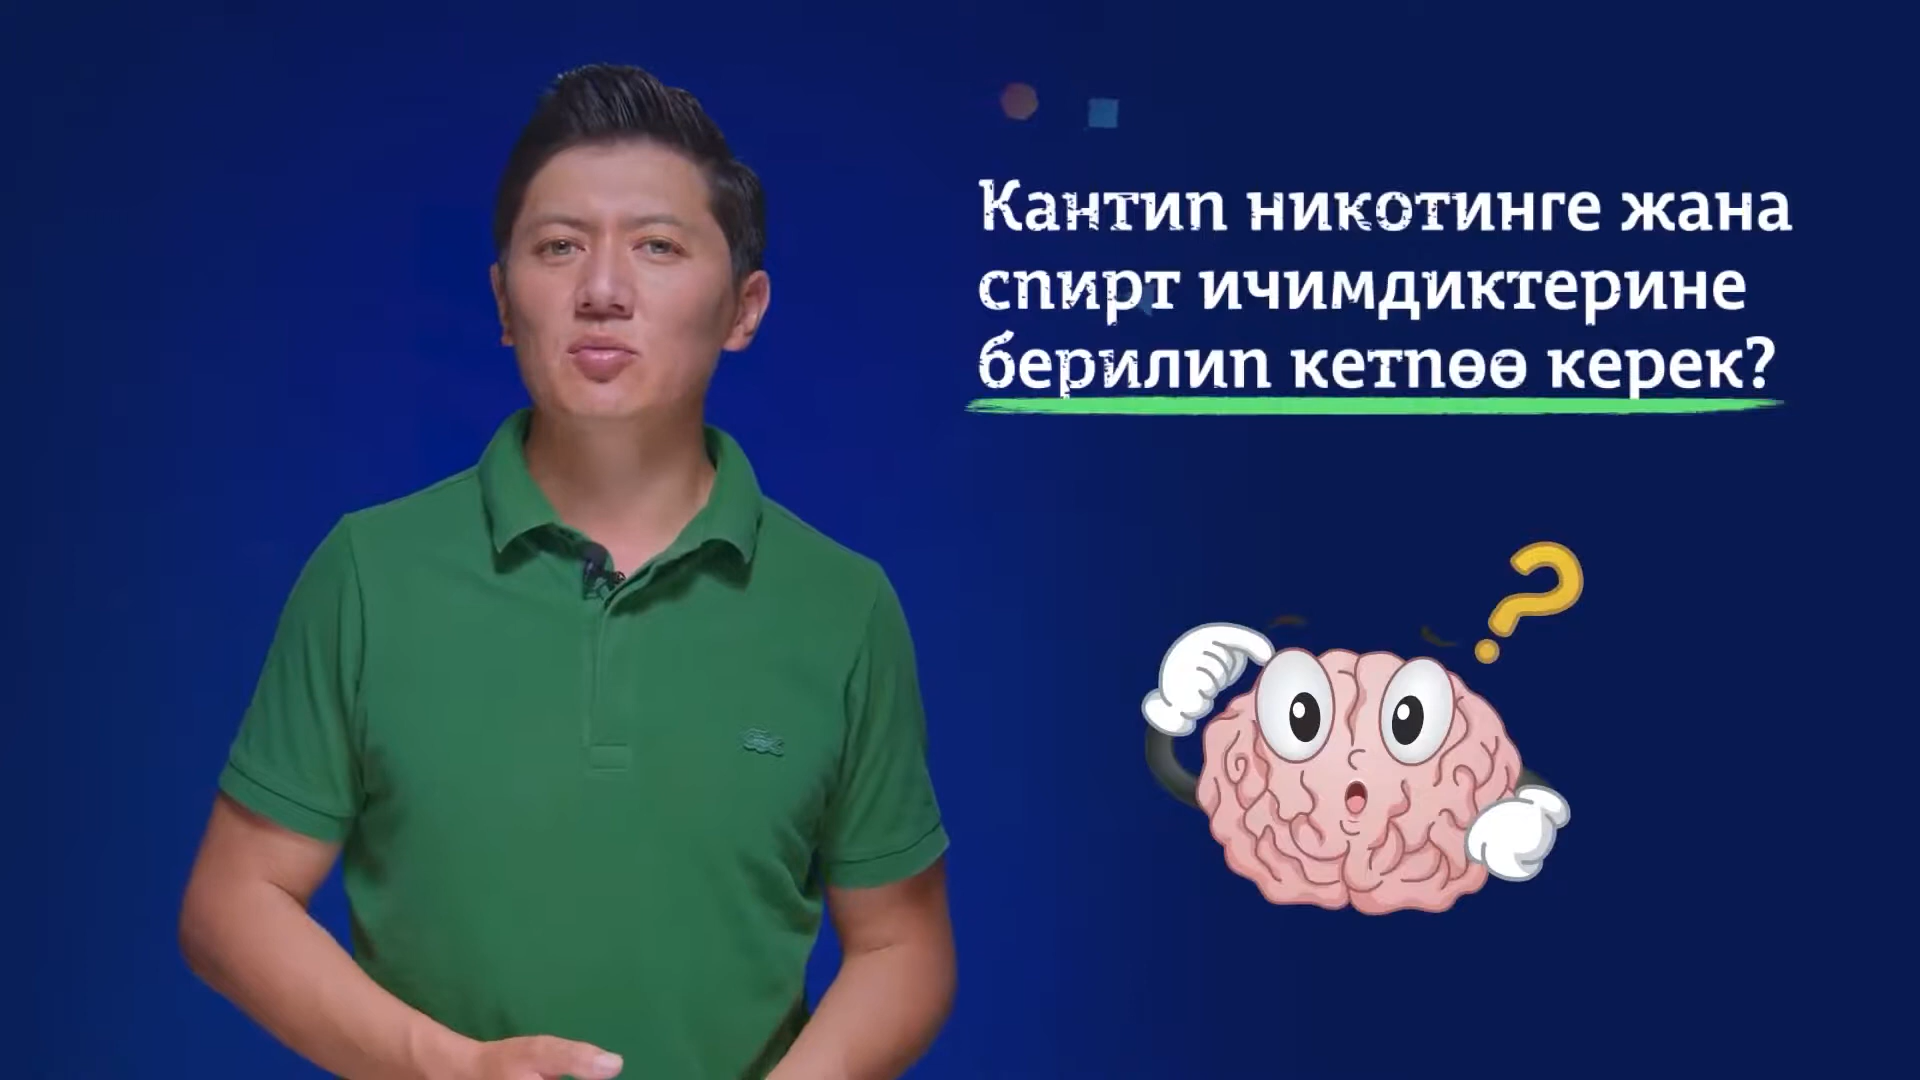 Кантип никотинге жана
спирт ичимдиктерине
берилип кетпөө керек?